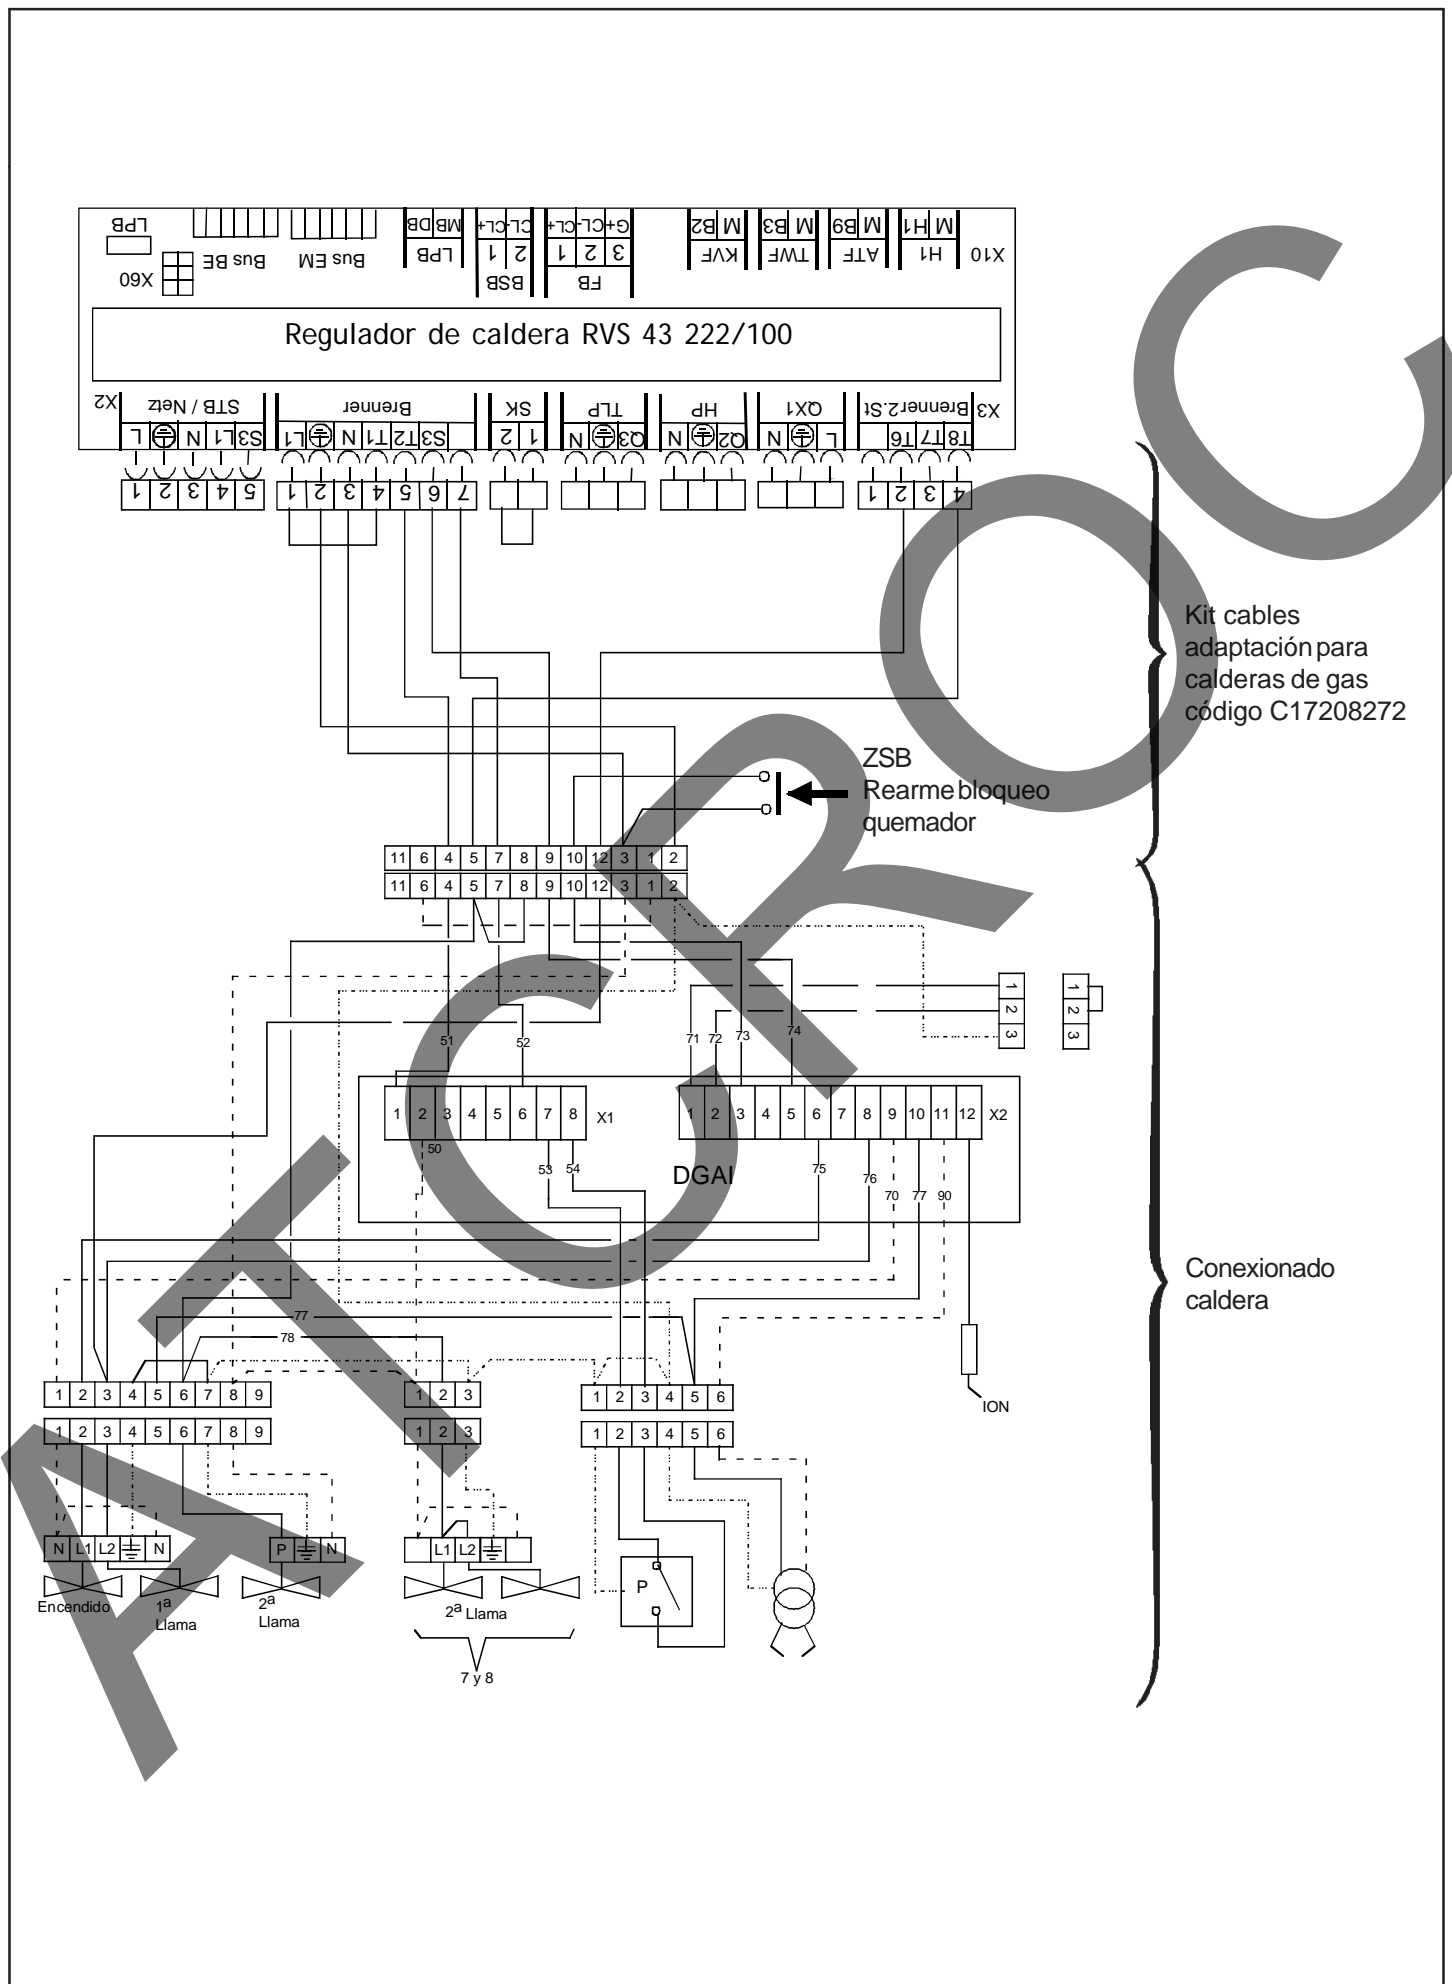 LPB
X60
Bus BE
Bus EM
MB DB
LPB
CL+ CL-
1 2
BSB
CL+ CL- G+
1 2 3
FB
B2 M
KVF
B3 M
TWF
B9 M
ATF
H1 M
H1
X10
Regulador de caldera RVS 43 222/100
X2
STB / Netz
L N L1 S3
Brenner
L1 N T1 T2 S3
SK
2 1
TLP
N Q3
HP
N Q2
QX1
N L
Brenner2.St
T6 T7 T8
X3
1 2 3 4 5
1 2 3 4 5 6 7
1 2 3 4
Kit cables
adaptación para
calderas de gas
código C17208272
ZSB
Rearme bloqueo
quemador
11 6 4 5 7 8 9 10 12 3 1 2
11 6 4 5 7 8 9 10 12 3 1 2
1 2 3
1 2 3
51 52 71 72 73 74
1 2 3 4 5 6 7 8 X1
1 2 3 4 5 6 7 8 9 10 11 12 X2
50 53 54 75 76 70 77 90
DGAI
Conexionado
caldera
77
78
1 2 3 4 5 6 7 8 9
1 2 3
1 2 3 4 5 6
ION
1 2 3 4 5 6 7 8 9
1 2 3
1 2 3 4 5 6
N L1 L2 N
P N
L1 L2
P
Encendido
1ª
Llama
2ª
Llama
2ª Llama
7 y 8
ATCROC